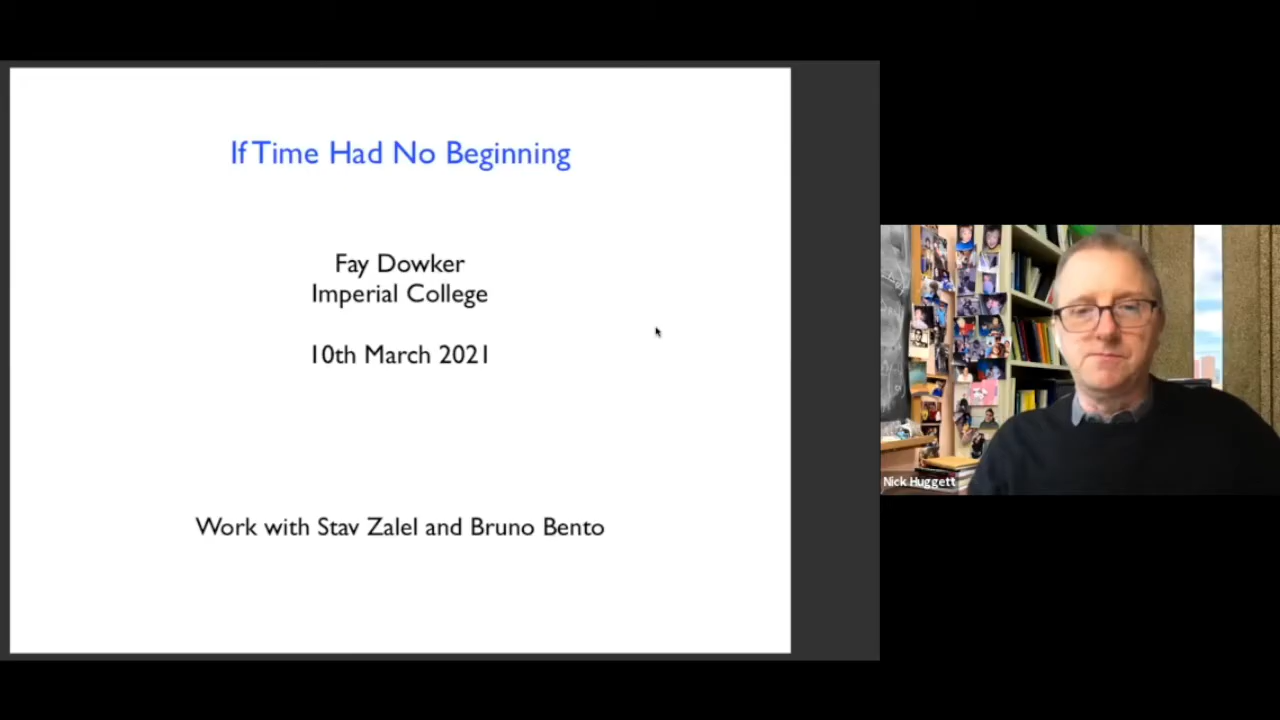 If Time Had No Beginning
Fay Dowker
Imperial College
10th March 2021
Work with Stav Zalel and Bruno Bento
Nick Huggett